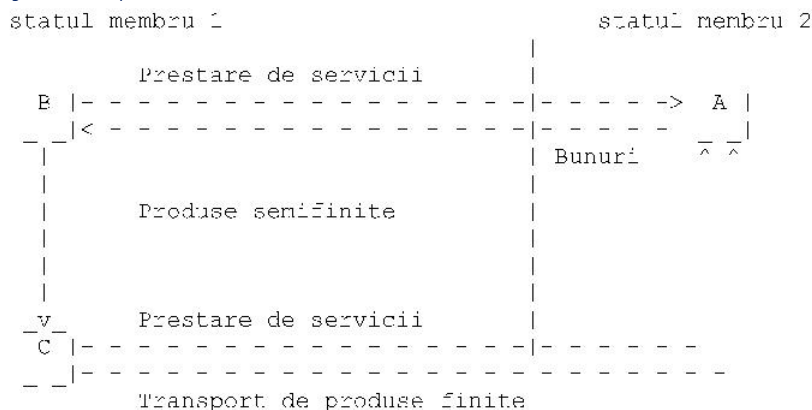 statul membru 1 statul membru 2
Prestare de servicii
B A
Bunuri
Produse semifinite
v Prestare de servicii
C
Transport de produse finite